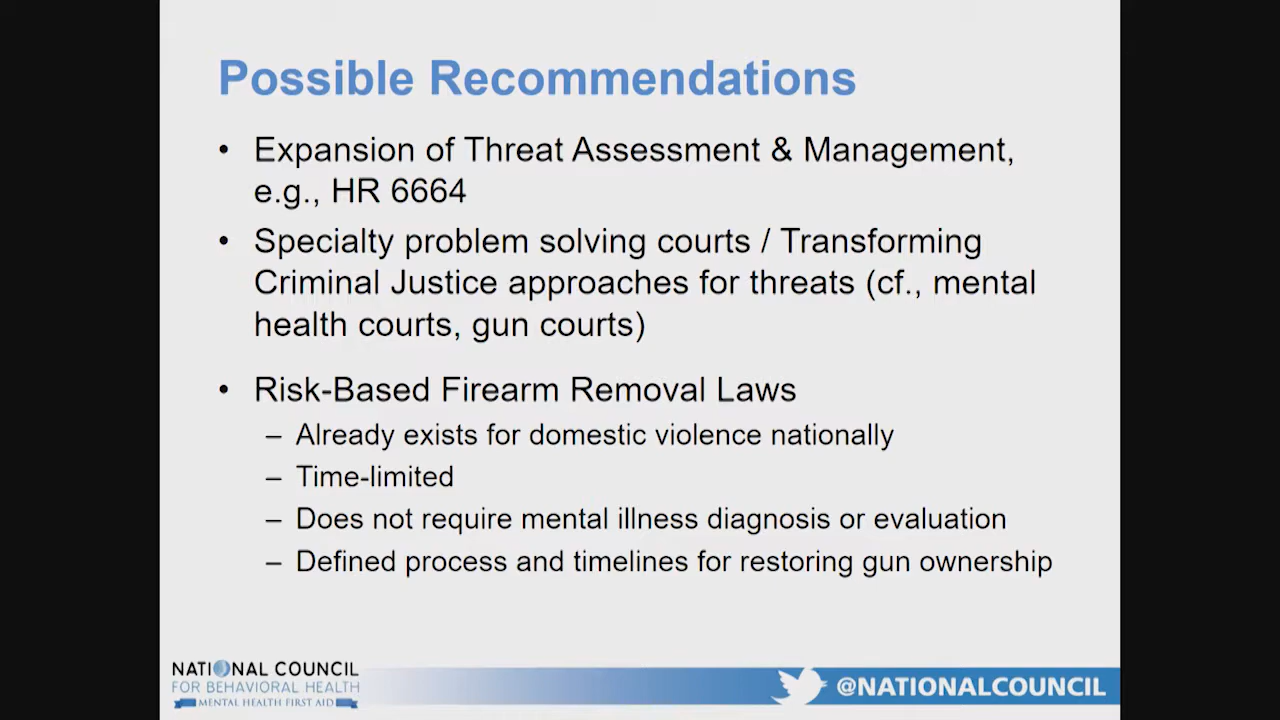 Possible Recommendations
• Expansion of Threat Assessment & Management,
e.g., HR 6664
• Specialty problem solving courts / Transforming
Criminal Justice approaches for threats (cf., mental
health courts, gun courts)
• Risk-Based Firearm Removal Laws
– Already exists for domestic violence nationally
– Time-limited
– Does not require mental illness diagnosis or evaluation
– Defined process and timelines for restoring gun ownership
NATIONAL COUNCIL
FOR BEHAVIORAL HEALTH
MENTAL HEALTH FIRST AID
@NATIONALCOUNCIL